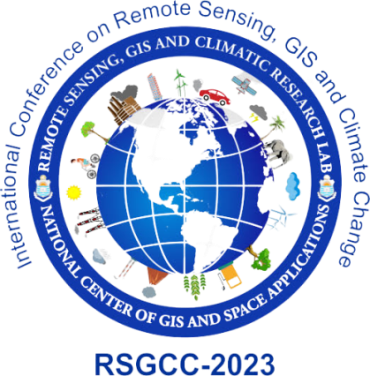 International Conference on Remote Sensing, GIS and Climate Change
REMOTE SENSING, GIS AND CLIMATIC RESEARCH LAB
NATIONAL CENTER OF GIS AND SPACE APPLICATIONS
RSGCC-2023